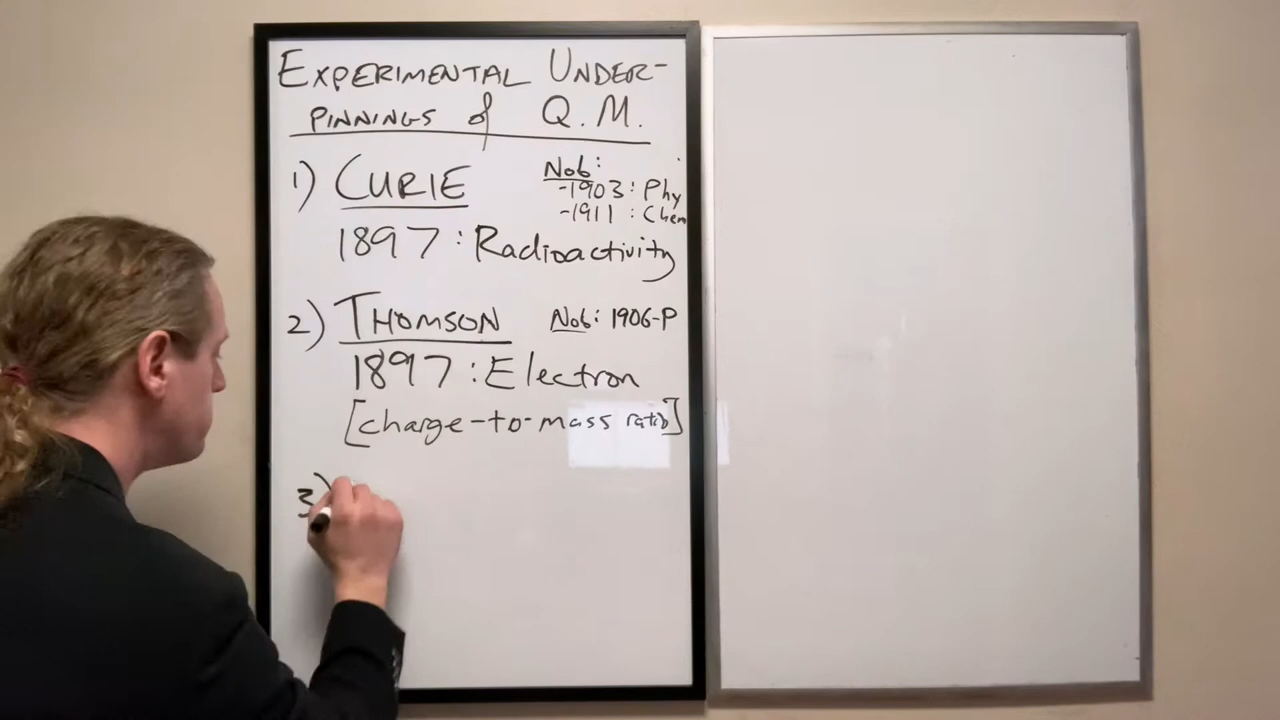 EXPERIMENTAL UNDER-
PINNINGS of Q.M.
1) CURIE
Nob:
-1903: Phy
-1911: Chem
1897: Radioactivity
2) THOMSON Nob: 1906-P
1897: Electron
[charge-to-mass ratio]
3)